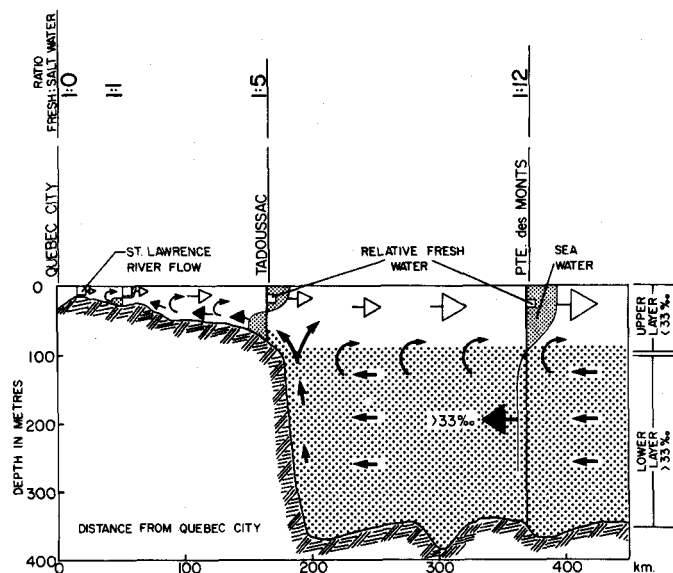 RATIO
FRESH:SALT WATER
1:0
1:1
1:5
1:12
QUEBEC CITY
TADOUSSAC
PTE. des MONTS
ST. LAWRENCE
RIVER FLOW
RELATIVE FRESH
WATER
SEA
WATER
0
100
200
300
400
DEPTH IN METRES
UPPER
LAYER
<33‰
LOWER
LAYER
>33‰
>33‰
DISTANCE FROM QUEBEC CITY
0
100
200
300
400
km.